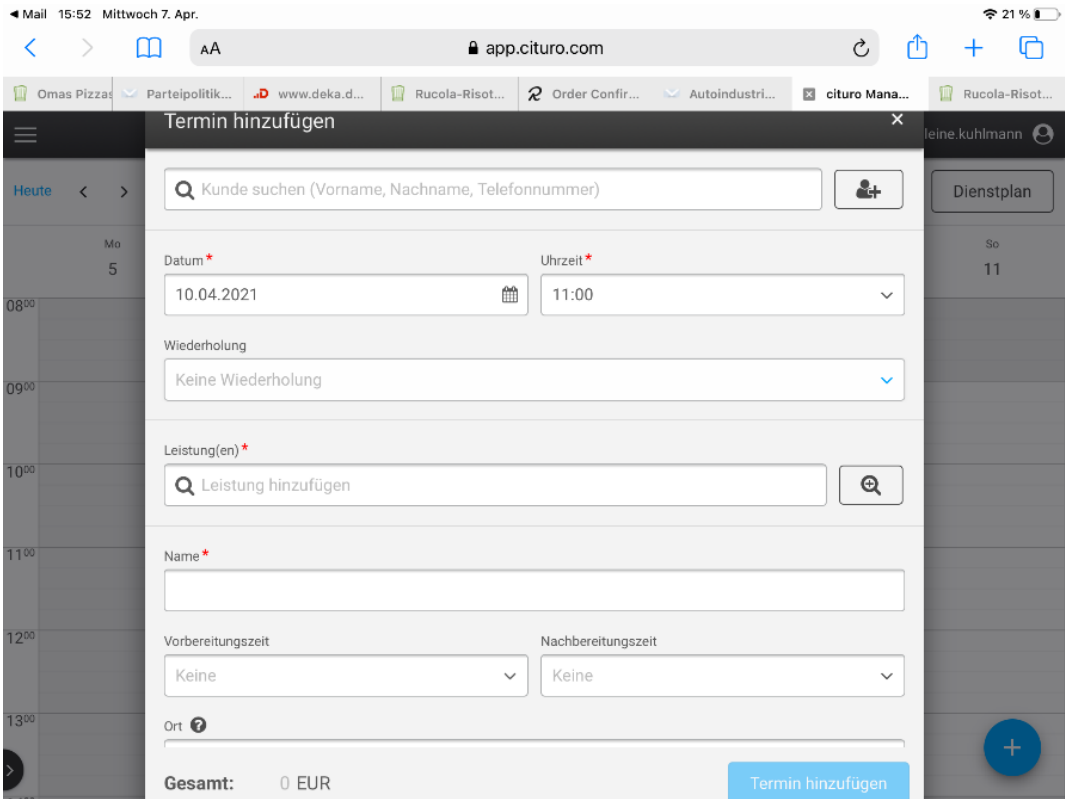 Mail 15:52 Mittwoch 7. Apr. 21 %
AA app.cituro.com
Omas Pizzas Parteipolitik... www.deka.d... Rucola-Risot... Order Confir... Autoindustri... cituro Mana... Rucola-Risot...
Termin hinzufügen
leine.kuhlmann
Heute
Kunde suchen (Vorname, Nachname, Telefonnummer)
Dienstplan
Mo
5
So
11
Datum* Uhrzeit*
10.04.2021 11:00
Wiederholung
Keine Wiederholung
Leistung(en)*
Leistung hinzufügen
Name*
Vorbereitungszeit Nachbereitungszeit
Keine Keine
Ort ?
Gesamt: 0 EUR Termin hinzufügen
08⁰⁰
09⁰⁰
10⁰⁰
11⁰⁰
12⁰⁰
13⁰⁰